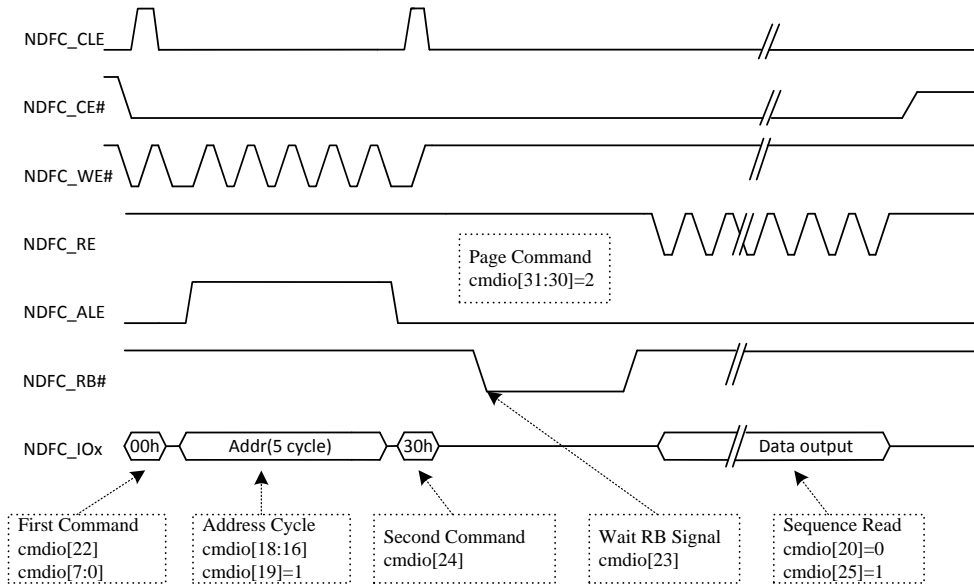 NDFC_CLE
NDFC_CE#
NDFC_WE#
NDFC_RE
Page Command
cmdio[31:30]=2
NDFC_ALE
NDFC_RB#
NDFC_IOx
00h
Addr(5 cycle)
30h
Data output
First Command
cmdio[22]
cmdio[7:0]
Address Cycle
cmdio[18:16]
cmdio[19]=1
Second Command
cmdio[24]
Wait RB Signal
cmdio[23]
Sequence Read
cmdio[20]=0
cmdio[25]=1